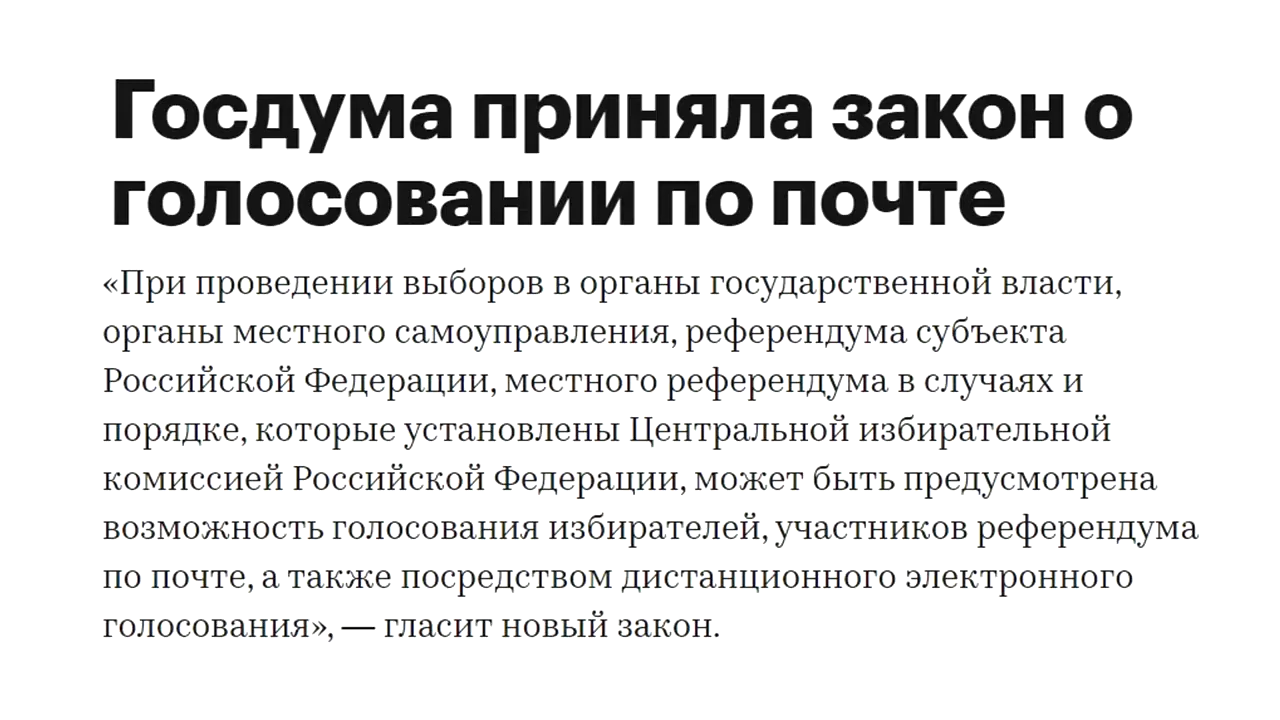 Госдума приняла закон о
голосовании по почте
«При проведении выборов в органы государственной власти,
органы местного самоуправления, референдума субъекта
Российской Федерации, местного референдума в случаях и
порядке, которые установлены Центральной избирательной
комиссией Российской Федерации, может быть предусмотрена
возможность голосования избирателей, участников референдума
по почте, а также посредством дистанционного электронного
голосования», — гласит новый закон.